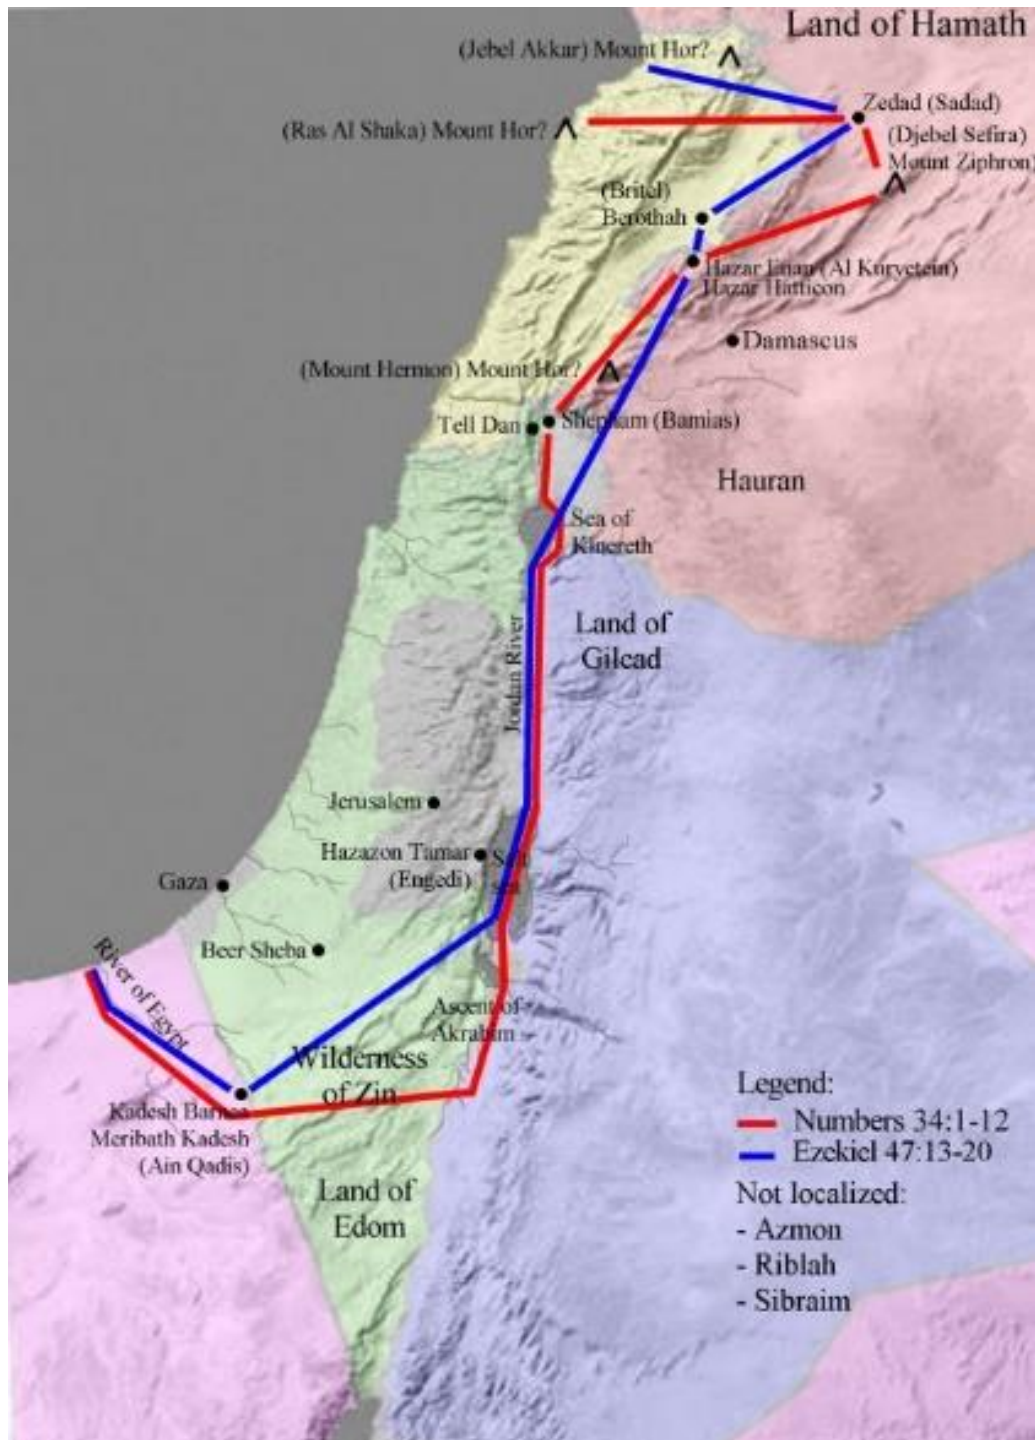 Land of Hamath
(Jebel Akkar) Mount Hor?
Zedad (Sadad)
(Ras Al Shaka) Mount Hor?
(Djebel Sefira)
Mount Ziphron)
(Britel)
Berothah
Hazar Enan (Al Kuryetein)
Hazar Hatticon
Damascus
(Mount Hermon) Mount Hor?
Tell Dan
Shepham (Bamias)
Hauran
Sea of
Kinereth
Land of
Gilead
Jordan River
Jerusalem
Hazazon Tamar
(Engedi)
Gaza
Beer Sheba
River of Egypt
Ascent of
Akrabim
Wilderness
of Zin
Kadesh Barnea
Meribath Kadesh
(Ain Qadis)
Land of
Edom
Legend:
Numbers 34:1-12
Ezekiel 47:13-20
Not localized:
- Azmon
- Riblah
- Sibraim